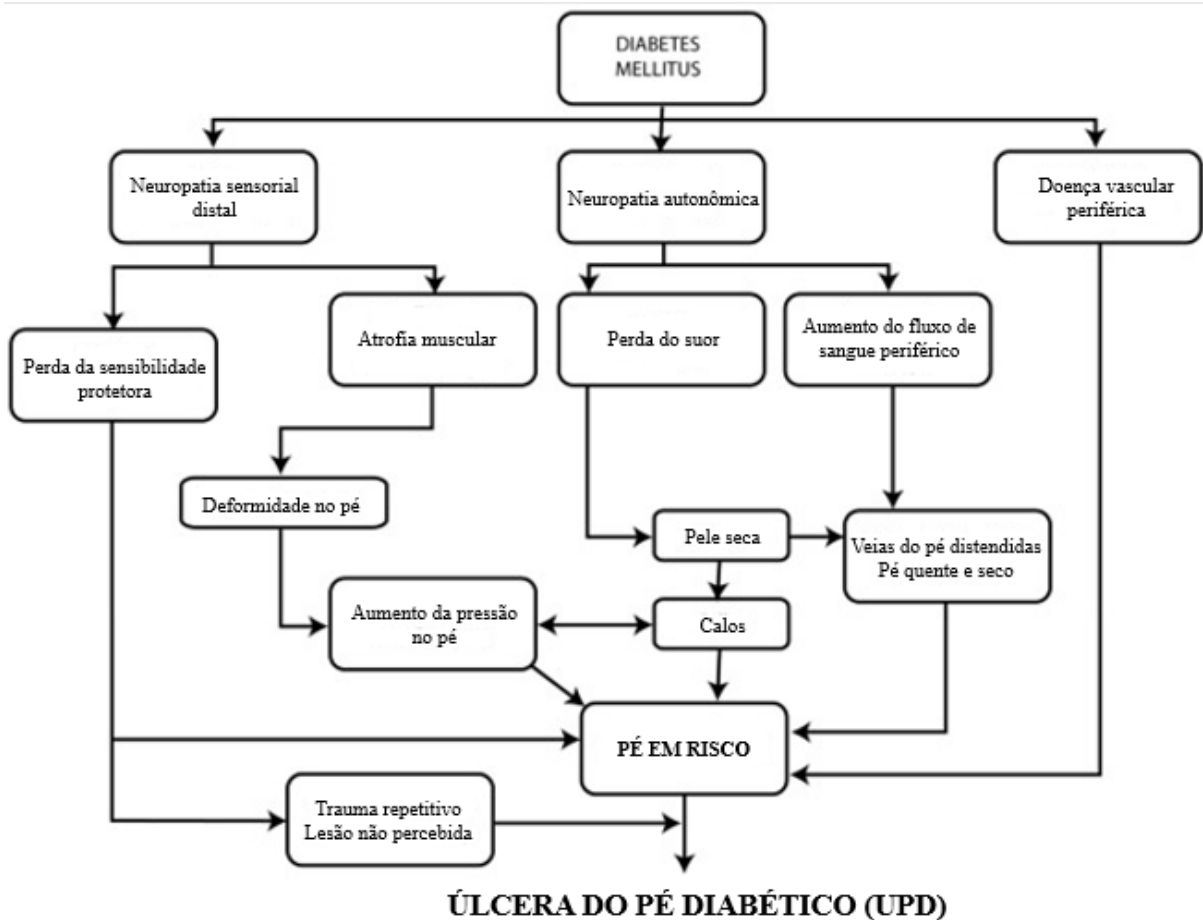 DIABETES
MELLITUS
Neuropatia sensorial
distal
Neuropatia autonômica
Doença vascular
periférica
Perda da sensibilidade
protetora
Atrofia muscular
Perda do suor
Aumento do fluxo de
sangue periférico
Deformidade no pé
Pele seca
Veias do pé distendidas
Pé quente e seco
Aumento da pressão
no pé
Calos
PÉ EM RISCO
Trauma repetitivo
Lesão não percebida
ÚLCERA DO PÉ DIABÉTICO (UPD)